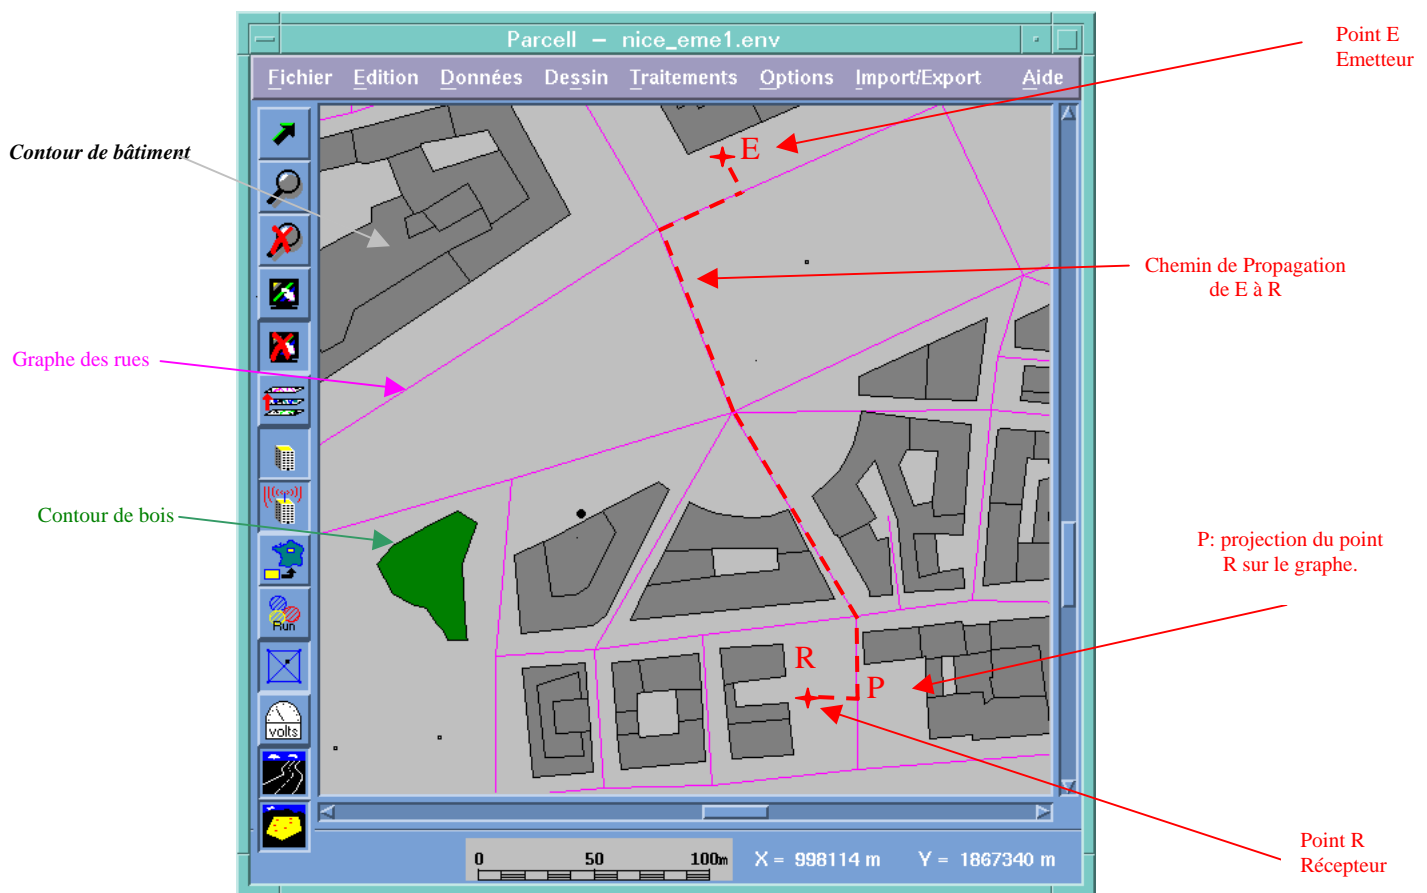 Parcell – nice_eme1.env
Fichier Edition Données Dessin Traitements Options Import/Export Aide
Point E
Emetteur
Contour de bâtiment
E
Chemin de Propagation
de E à R
Graphe des rues
Contour de bois
P: projection du point
R sur le graphe.
Run
R
P
volts
0 50 100m
X = 998114 m Y = 1867340 m
Point R
Récepteur